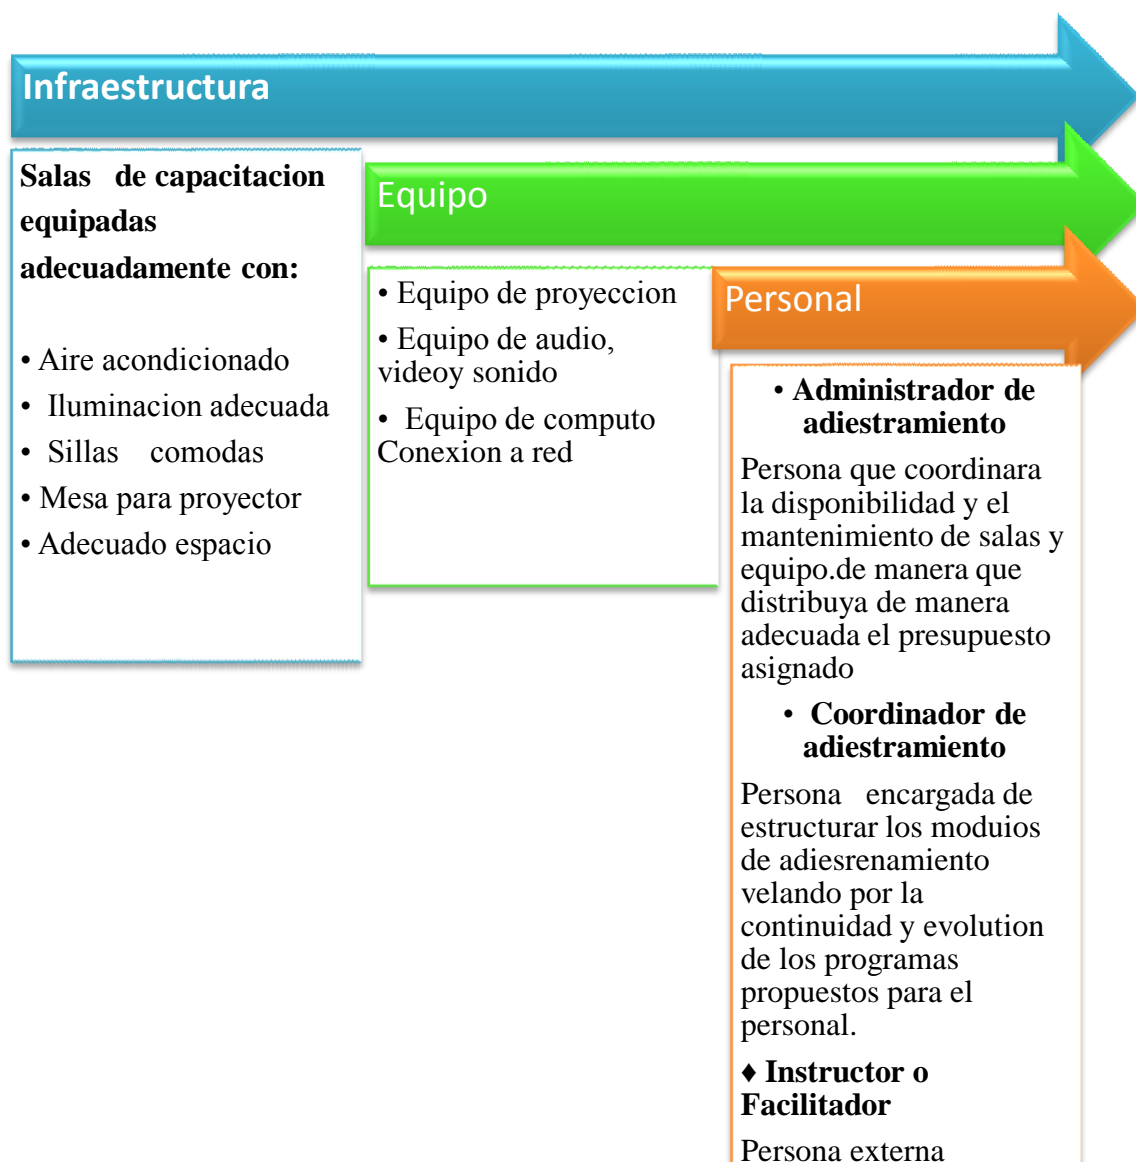 Infraestructura
Salas de capacitacion
equipadas
adecuadamente con:
• Aire acondicionado
• Iluminacion adecuada
• Sillas comodas
• Mesa para proyector
• Adecuado espacio
Equipo
• Equipo de proyeccion
• Equipo de audio,
videoy sonido
• Equipo de computo
Conexion a red
Personal
• Administrador de
adiestramiento
Persona que coordinara
la disponibilidad y el
mantenimiento de salas y
equipo.de manera que
distribuya de manera
adecuada el presupuesto
asignado
• Coordinador de
adiestramiento
Persona encargada de
estructurar los moduios
de adiesrenamiento
velando por la
continuidad y evolution
de los programas
propuestos para el
personal.
♦ Instructor o
Facilitador
Persona externa